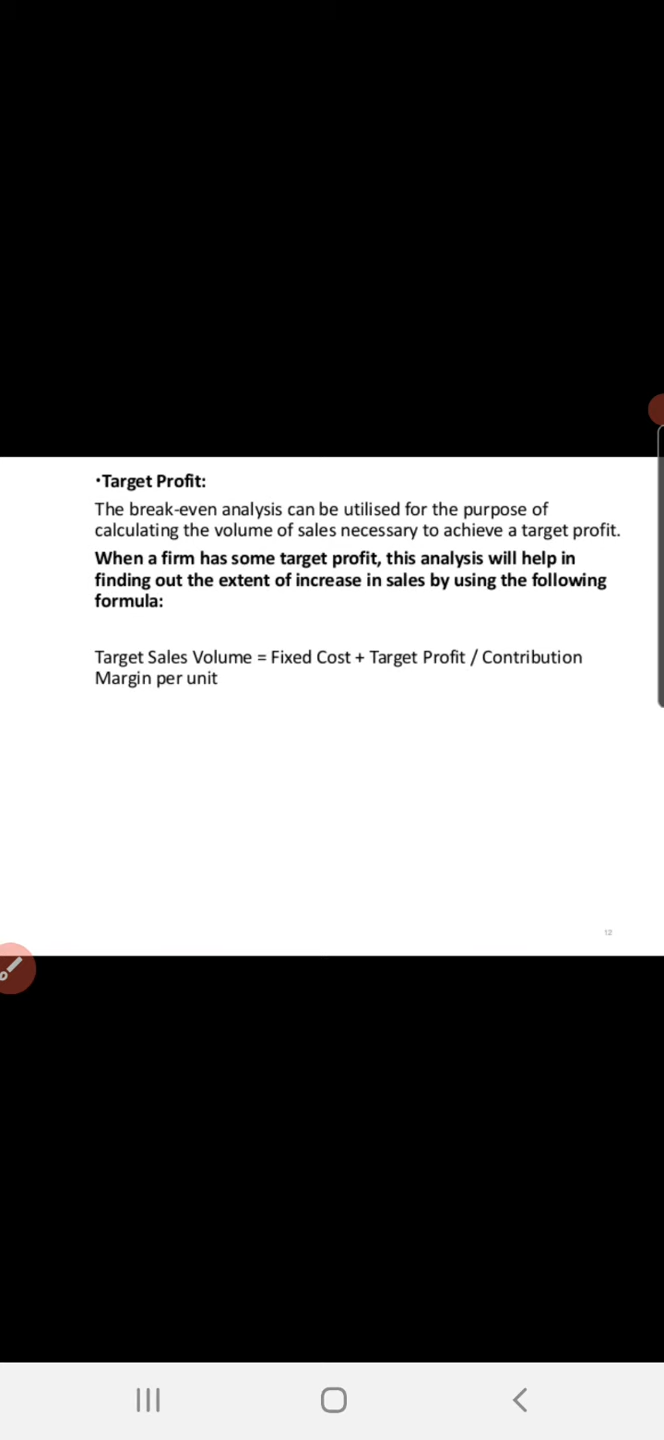 •Target Profit:
The break-even analysis can be utilised for the purpose of
calculating the volume of sales necessary to achieve a target profit.
When a firm has some target profit, this analysis will help in
finding out the extent of increase in sales by using the following
formula:
Target Sales Volume = Fixed Cost + Target Profit / Contribution
Margin per unit
12